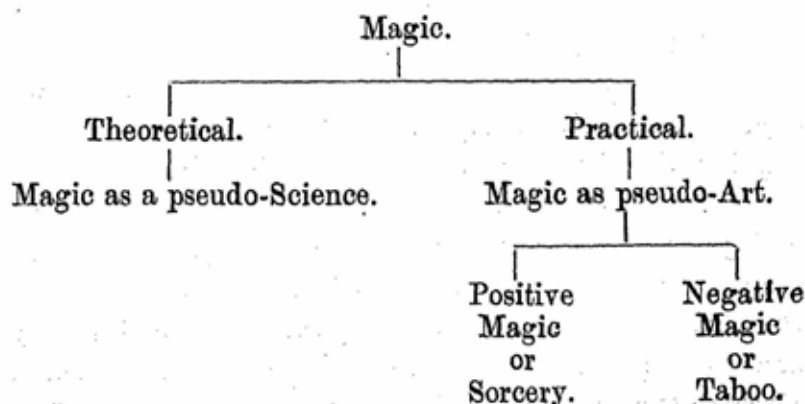 Magic.
Theoretical. Practical.
Magic as a pseudo-Science. Magic as pseudo-Art.
Positive Negative
Magic Magic
or or
Sorcery. Taboo.